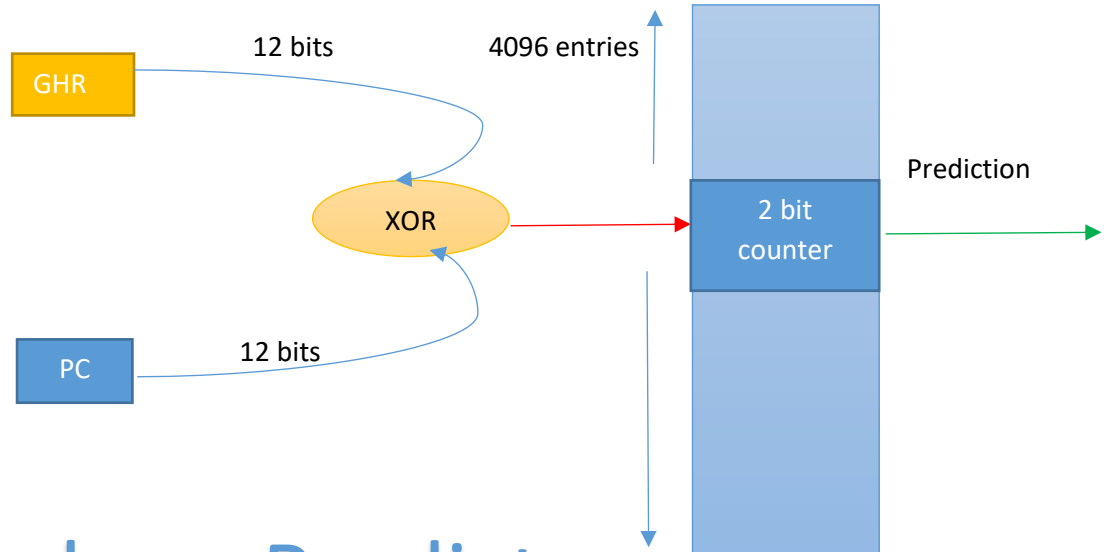 12 bits
4096 entries
GHR
Prediction
XOR
2 bit
counter
12 bits
PC